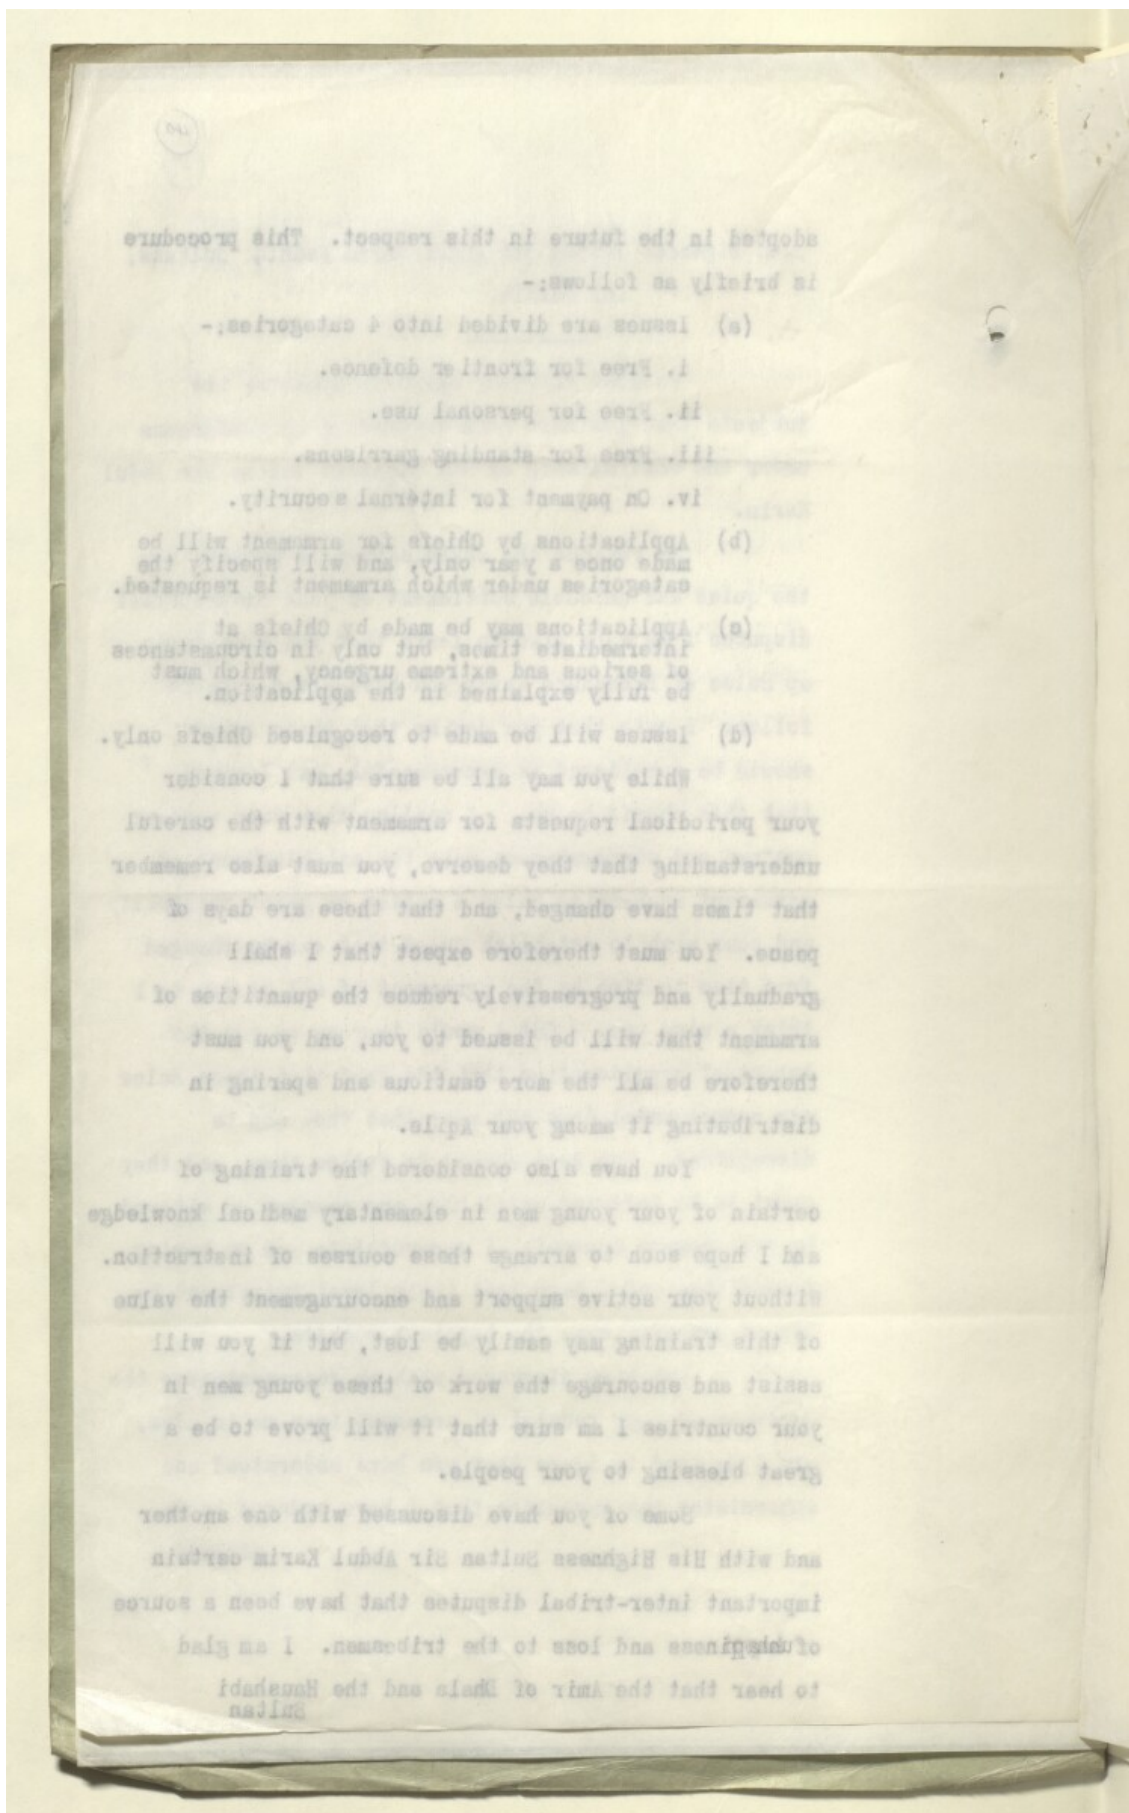 adopted in the future in this respect. This procedure
is briefly as follows:-
(a) Issues are divided into 4 categories:-
i. Free for frontier defence.
ii. Free for personal use.
iii. Free for standing garrisons.
iv. On payment for internal security.
(b) Applications by Chiefs for armament will be
made once a year only, and will specify the
categories under which armament is requested.
(c) Applications may be made by Chiefs at
intermediate times, but only in circumstances
of serious and extreme urgency, which must
be fully explained in the application.
(d) Issues will be made to recognised Chiefs only.
While you may all be sure that I consider
your periodical requests for armament with the careful
understanding that they deserve, you must also remember
that times have changed, and that these are days of
peace. You must therefore expect that I shall
gradually and progressively reduce the quantities of
armament that will be issued to you, and you must
therefore be all the more cautious and sparing in
distributing it among your Aqils.
You have also considered the training of
certain of your young men in elementary medical knowledge
and I hope soon to arrange these courses of instruction.
Without your active support and encouragement the value
of this training may easily be lost, but if you will
assist and encourage the work of these young men in
your countries I am sure that it will prove to be a
great blessing to your people.
Some of you have discussed with one another
and with His Highness Sultan Sir Abdul Karim certain
important inter-tribal disputes that have been a source
of unhappiness and loss to the tribesmen. I am glad
to hear that the Amir of Dhala and the Haushabi
Sultan